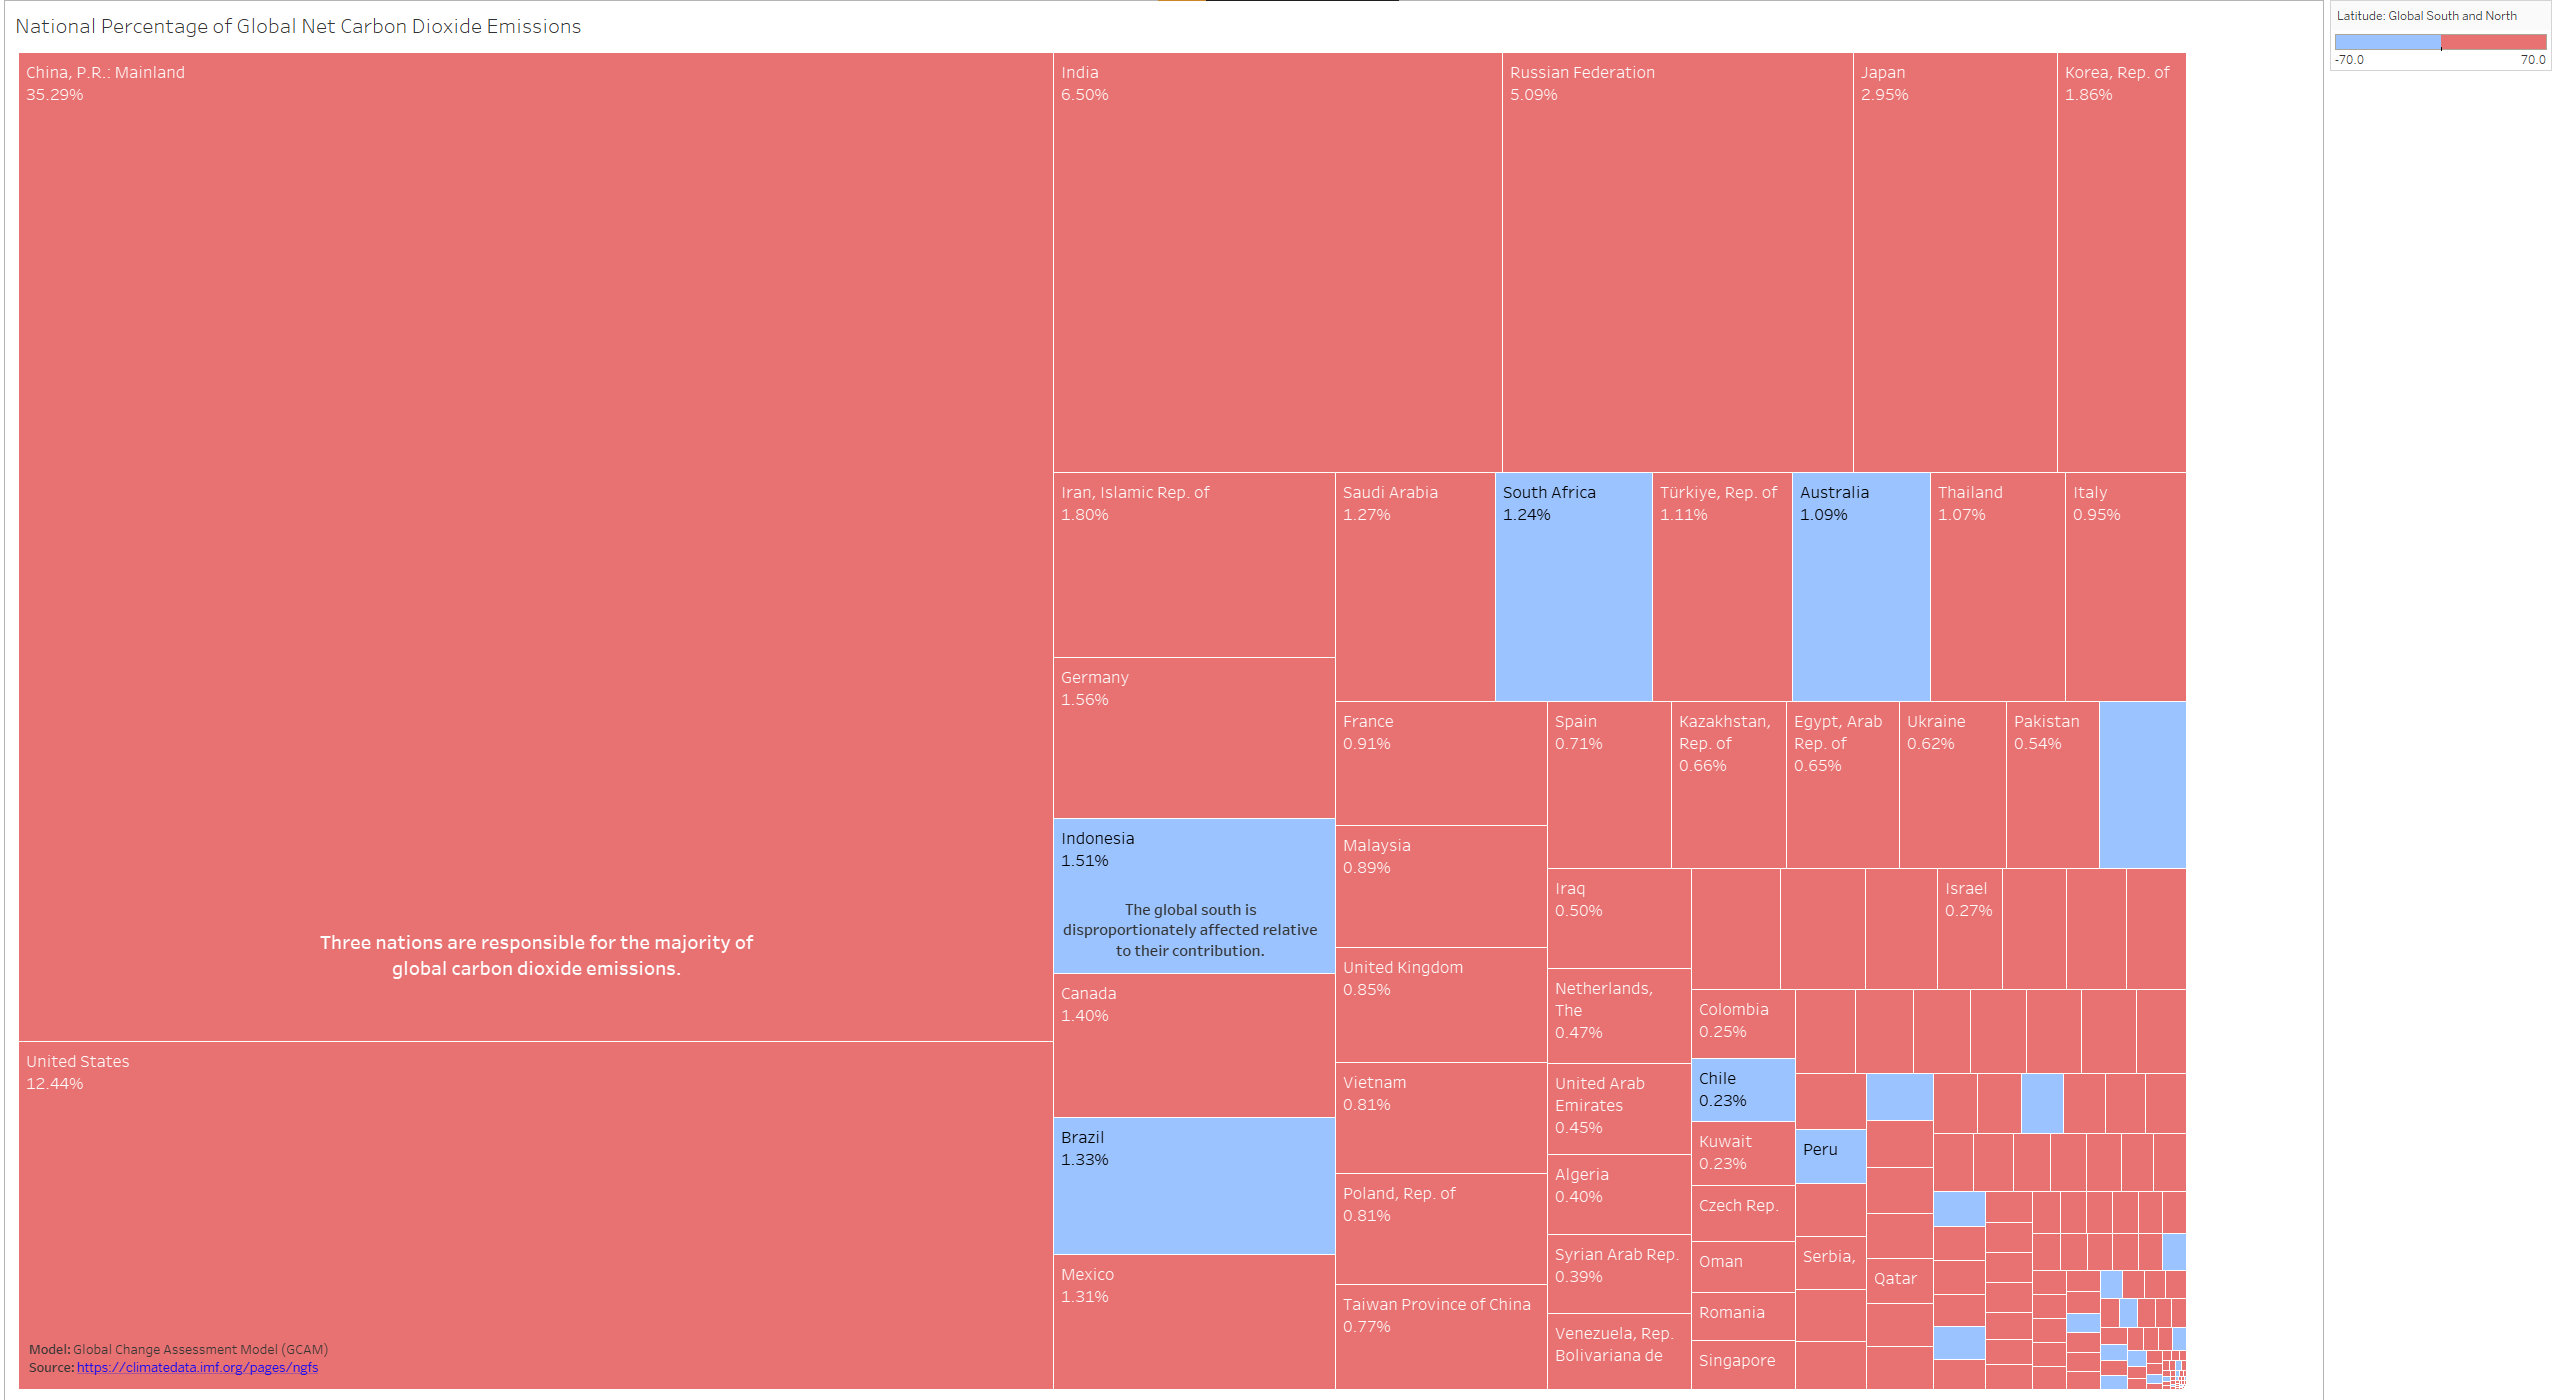 National Percentage of Global Net Carbon Dioxide Emissions
Latitude: Global South and North
-70.0
70.0
China, P.R.: Mainland
35.29%
Three nations are responsible for the majority of
global carbon dioxide emissions.
United States
12.44%
Model: Global Change Assessment Model (GCAM)
Source: https://climatedata.imf.org/pages/ngfs
India
6.50%
Russian Federation
5.09%
Japan
2.95%
Korea, Rep. of
1.86%
Iran, Islamic Rep. of
1.80%
Germany
1.56%
Indonesia
1.51%
The global south is
disproportionately affected relative
to their contribution.
Canada
1.40%
Brazil
1.33%
Mexico
1.31%
Saudi Arabia
1.27%
South Africa
1.24%
Türkiye, Rep. of
1.11%
Australia
1.09%
Thailand
1.07%
Italy
0.95%
France
0.91%
Malaysia
0.89%
United Kingdom
0.85%
Vietnam
0.81%
Poland, Rep. of
0.81%
Taiwan Province of China
0.77%
Spain
0.71%
Kazakhstan,
Rep. of
0.66%
Egypt, Arab
Rep. of
0.65%
Ukraine
0.62%
Pakistan
0.54%
Iraq
0.50%
Netherlands,
The
0.47%
United Arab
Emirates
0.45%
Algeria
0.40%
Syrian Arab Rep.
0.39%
Venezuela, Rep.
Bolivariana de
Israel
0.27%
Colombia
0.25%
Chile
0.23%
Kuwait
0.23%
Czech Rep.
Oman
Romania
Singapore
Peru
Serbia,
Qatar